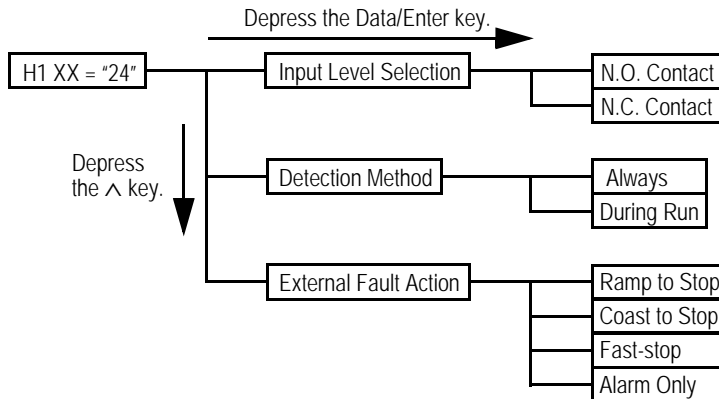 Depress the Data/Enter key.
H1 XX = “24”
Input Level Selection
N.O. Contact
N.C. Contact
Depress
the ∧ key.
Detection Method
Always
During Run
External Fault Action
Ramp to Stop
Coast to Stop
Fast-stop
Alarm Only